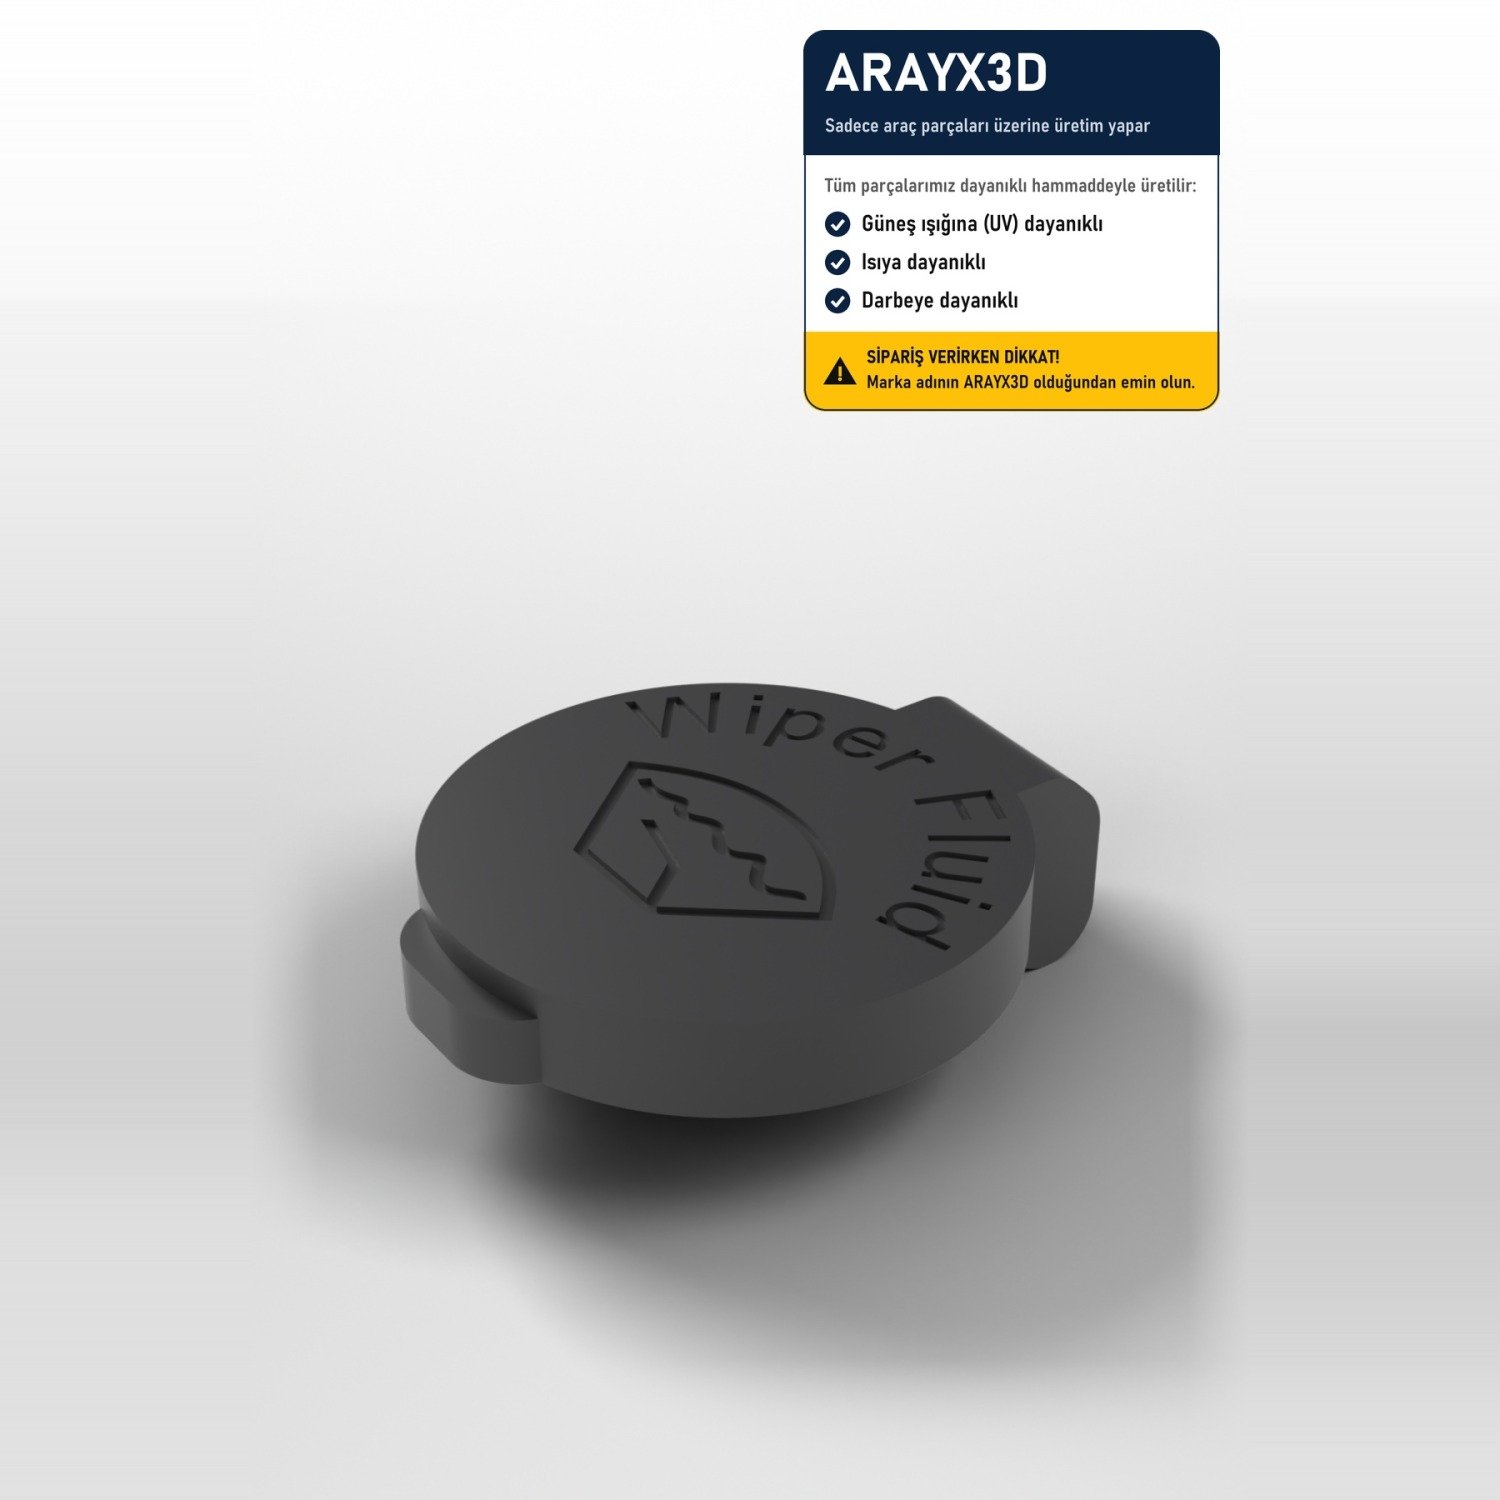 ARAYX3D
Sadece araç parçaları üzerine üretim yapar
Tüm parçalarımız dayanıklı hammaddeyle üretilir:
Güneş ışığına (UV) dayanıklı
Isıya dayanıklı
Darbeye dayanıklı
SİPARİŞ VERİRKEN DİKKAT!
Marka adının ARAYX3D olduğundan emin olun.
Wiper Fluid